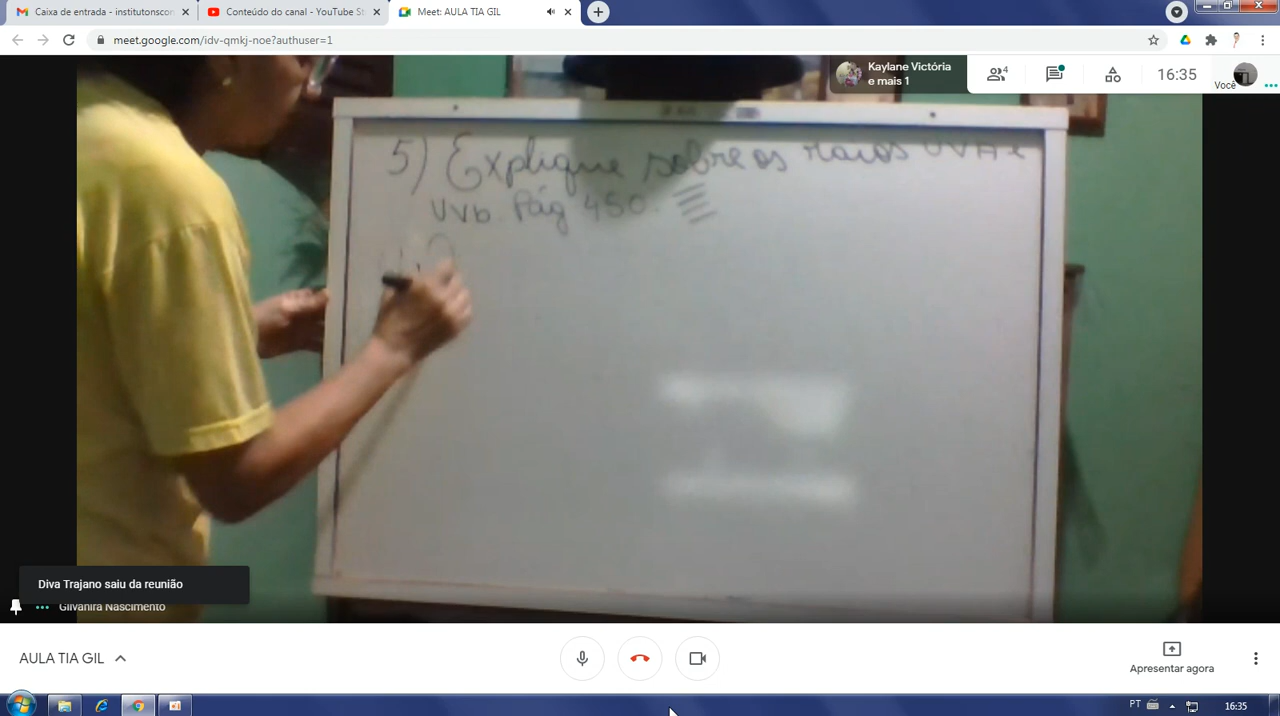 Caixa de entrada - institutonscon
Conteúdo do canal - YouTube St
Meet: AULA TIA GIL
meet.google.com/idv-qmkj-noe?authuser=1
Kaylane Victória
e mais 1
4
16:35
Você
5) Explique sobre os raios UVA e
UVb Pág 450.
Diva Trajano saiu da reunião
Gilvanira Nascimento
AULA TIA GIL
Apresentar agora
PT
16:35